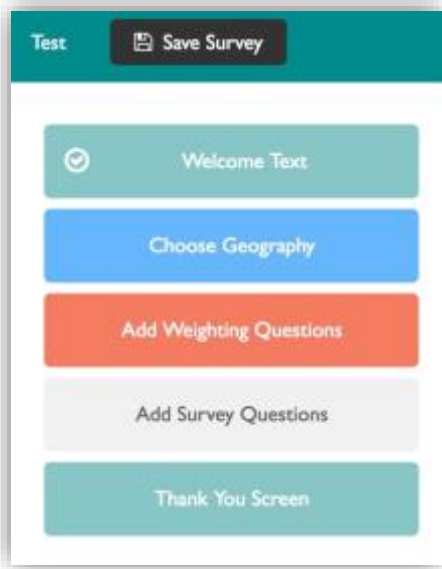 Test
Save Survey
Welcome Text
Choose Geography
Add Weighting Questions
Add Survey Questions
Thank You Screen